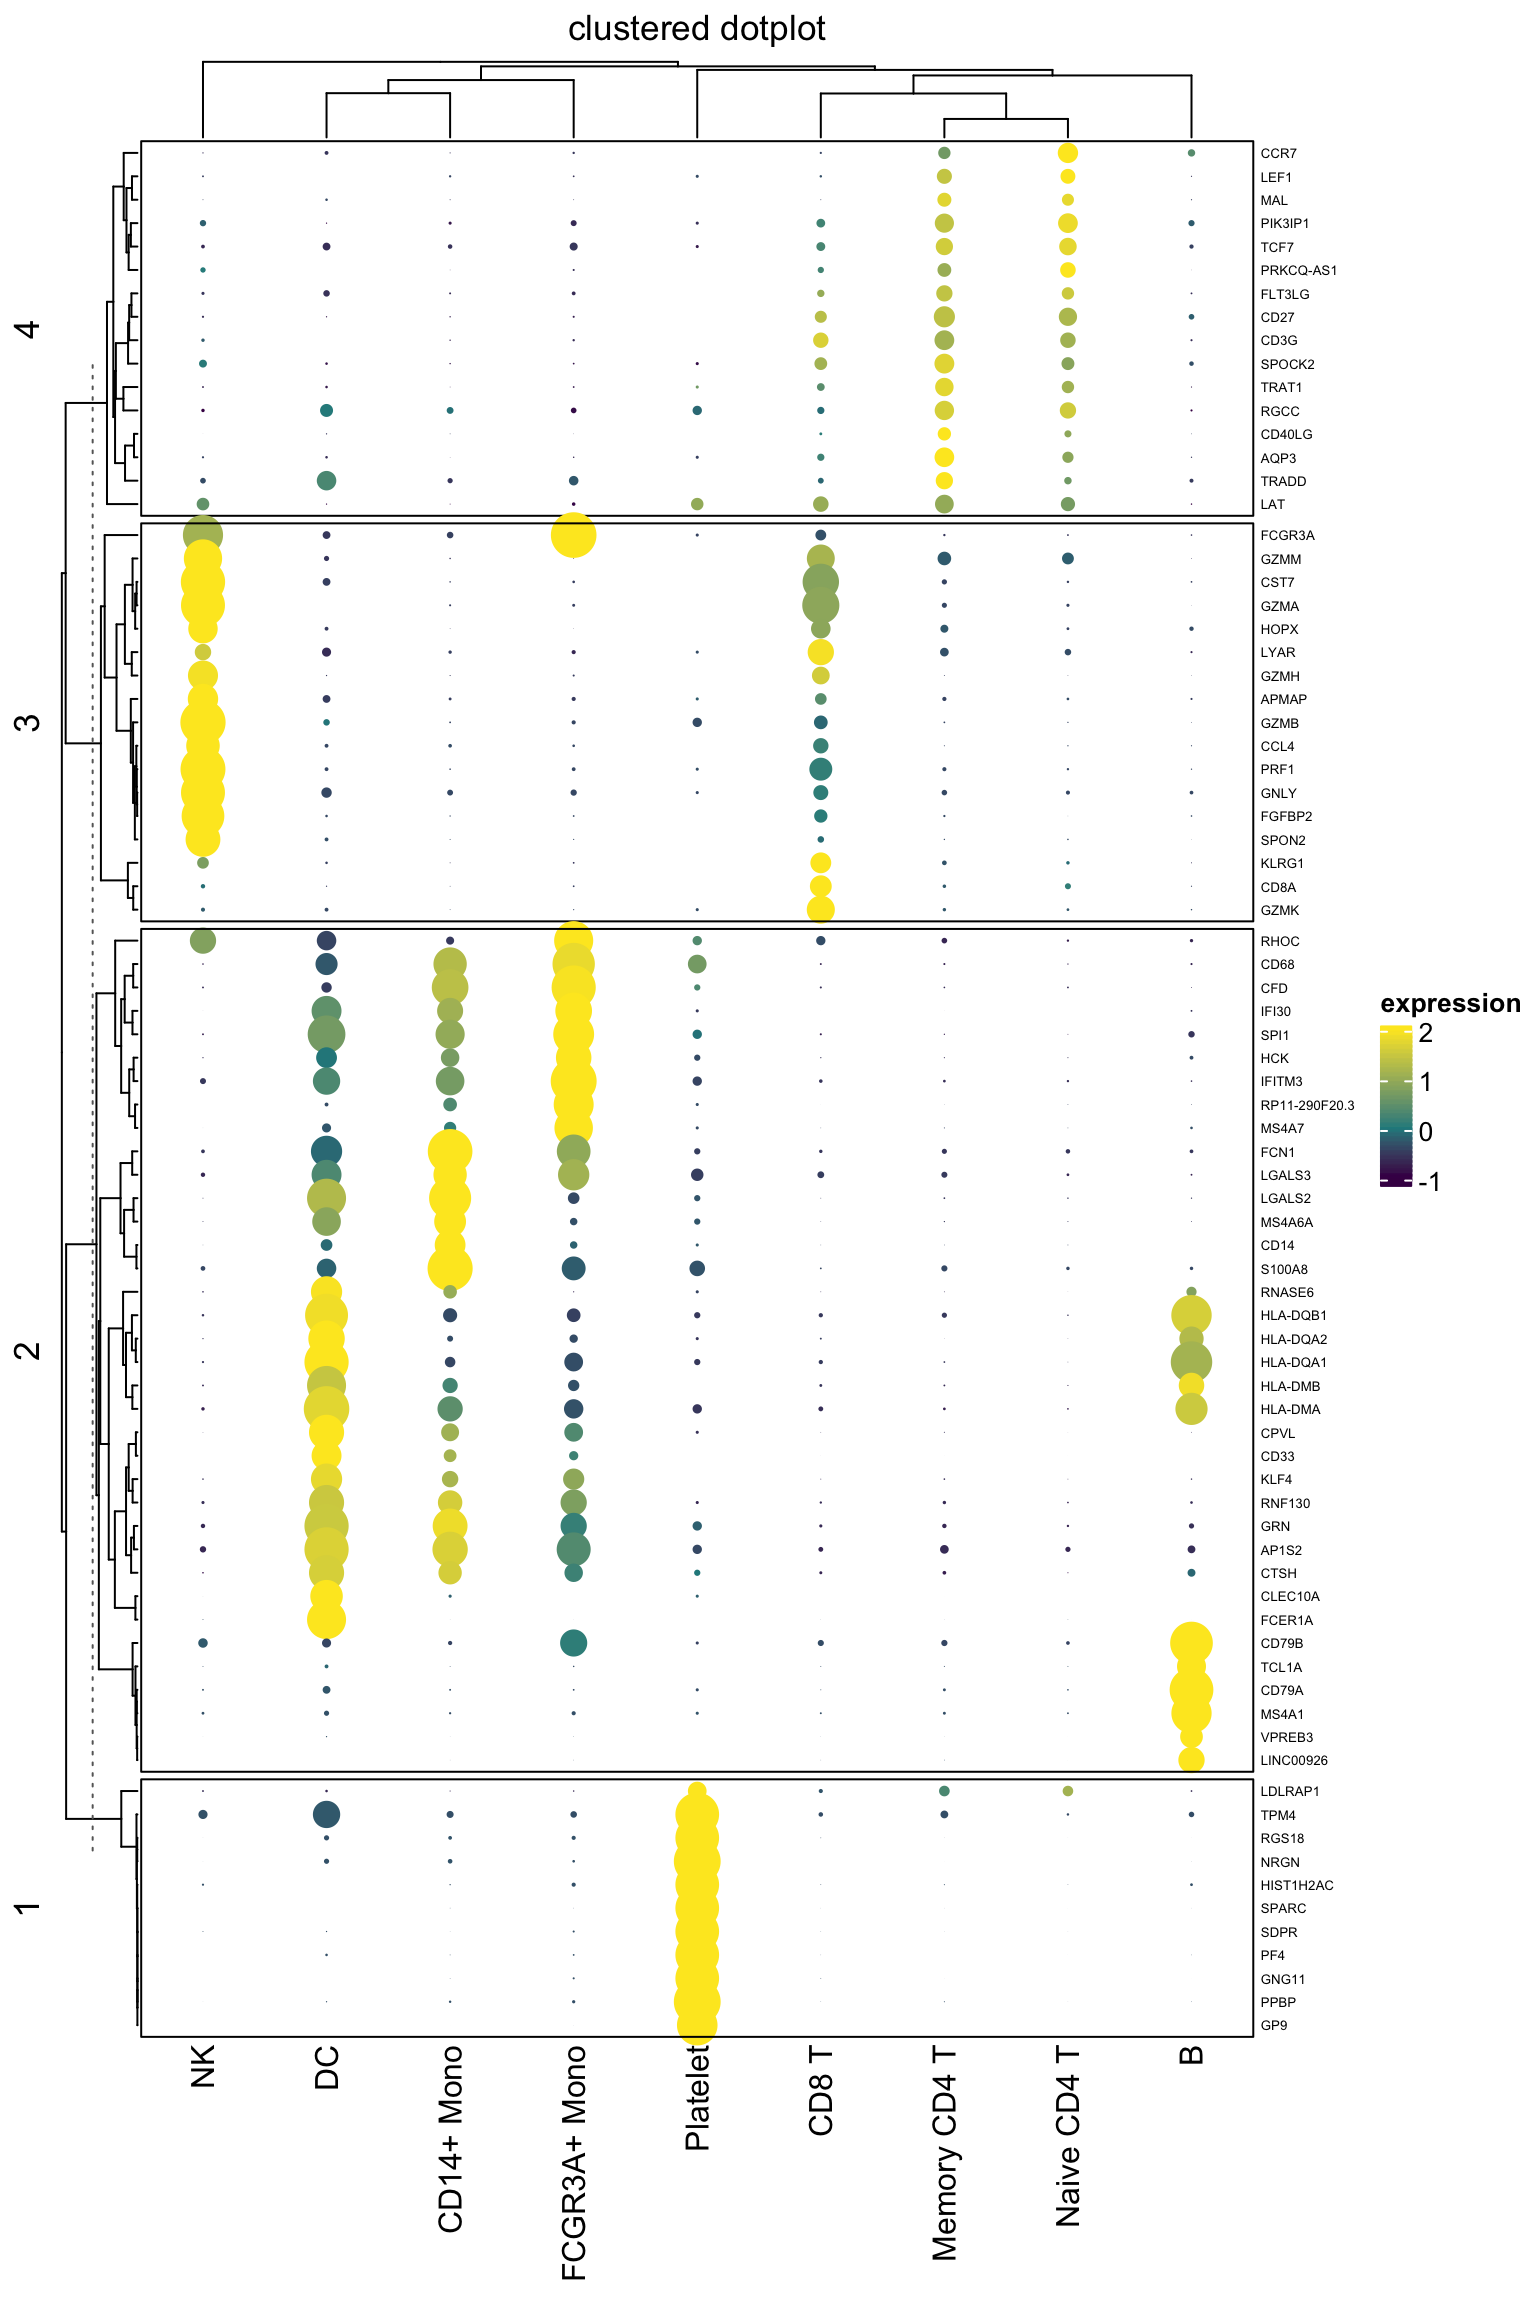 clustered dotplot
4
CCR7
LEF1
MAL
PIK3IP1
TCF7
PRKCQ-AS1
FLT3LG
CD27
CD3G
SPOCK2
TRAT1
RGCC
CD40LG
AQP3
TRADD
LAT
3
FCGR3A
GZMM
CST7
GZMA
HOPX
LYAR
GZMH
APMAP
GZMB
CCL4
PRF1
GNLY
FGFBP2
SPON2
KLRG1
CD8A
GZMK
2
RHOC
CD68
CFD
IFI30
SPI1
HCK
IFITM3
RP11-290F20.3
MS4A7
FCN1
LGALS3
LGALS2
MS4A6A
CD14
S100A8
RNASE6
HLA-DQB1
HLA-DQA2
HLA-DQA1
HLA-DMB
HLA-DMA
CPVL
CD33
KLF4
RNF130
GRN
AP1S2
CTSH
CLEC10A
FCER1A
CD79B
TCL1A
CD79A
MS4A1
VPREB3
LINC00926
1
LDLRAP1
TPM4
RGS18
NRGN
HIST1H2AC
SPARC
SDPR
PF4
GNG11
PPBP
GP9
NK
DC
CD14+ Mono
FCGR3A+ Mono
Platelet
CD8 T
Memory CD4 T
Naive CD4 T
B
expression
2
1
0
-1